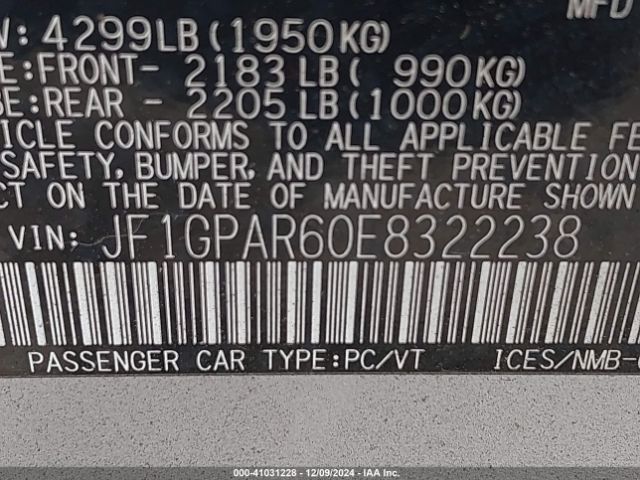 MFD
W: 4299LB (1950KG)
E:FRONT- 2183 LB ( 990KG)
BE:REAR - 2205 LB (1000KG)
ICLE CONFORMS TO ALL APPLICABLE FE
SAFETY, BUMPER, AND THEFT PREVENTION
CT ON THE DATE OF MANUFACTURE SHOWN
VIN: JF1GPAR60E8322238
PASSENGER CAR TYPE:PC/VT ICES/NMB-
000-41031228 - 12/09/2024 - IAA Inc.